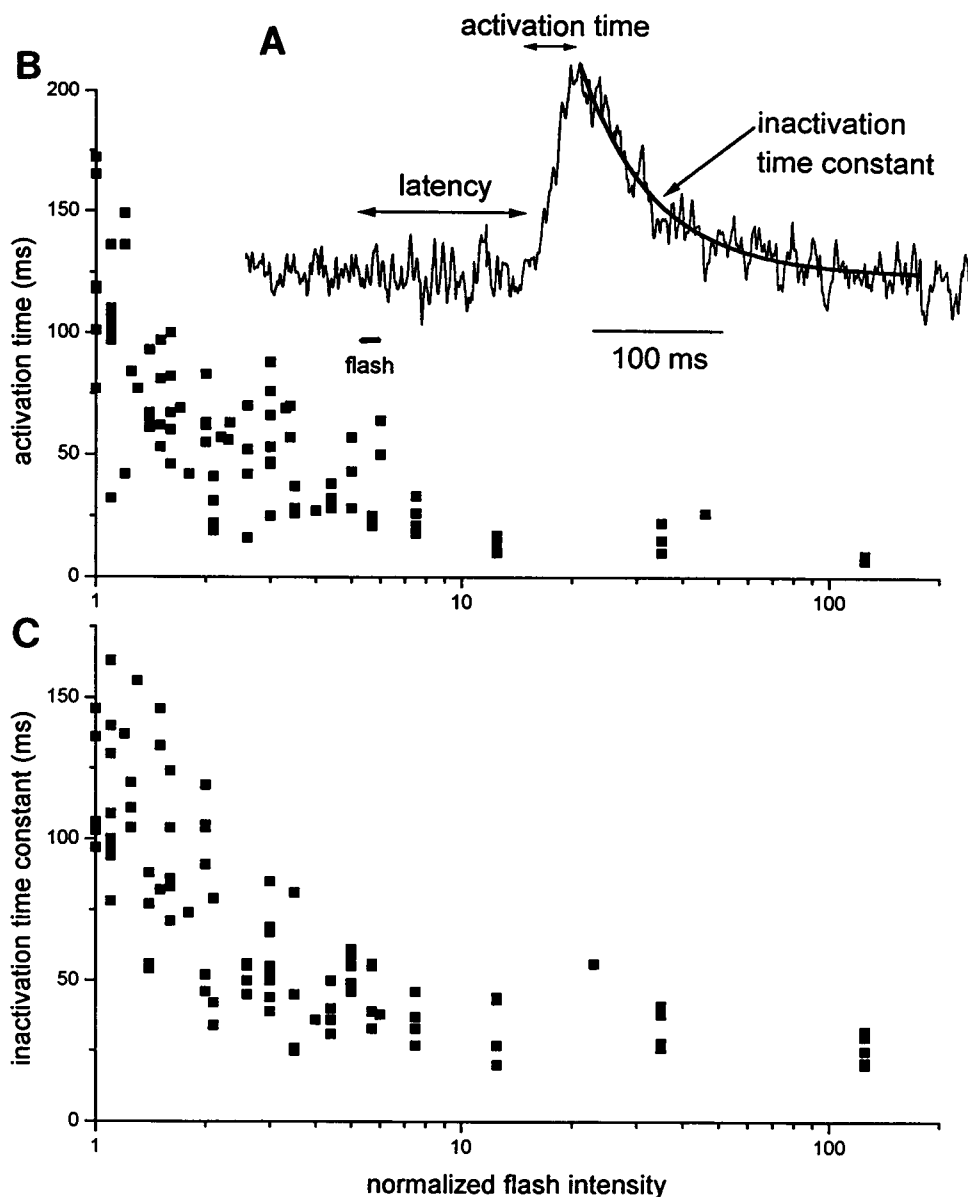 A
activation time
B
200
150
100
50
0
activation time (ms)
latency
inactivation
time constant
flash
100 ms
1
10
100
C
150
100
50
0
inactivation time constant (ms)
1
10
100
normalized flash intensity